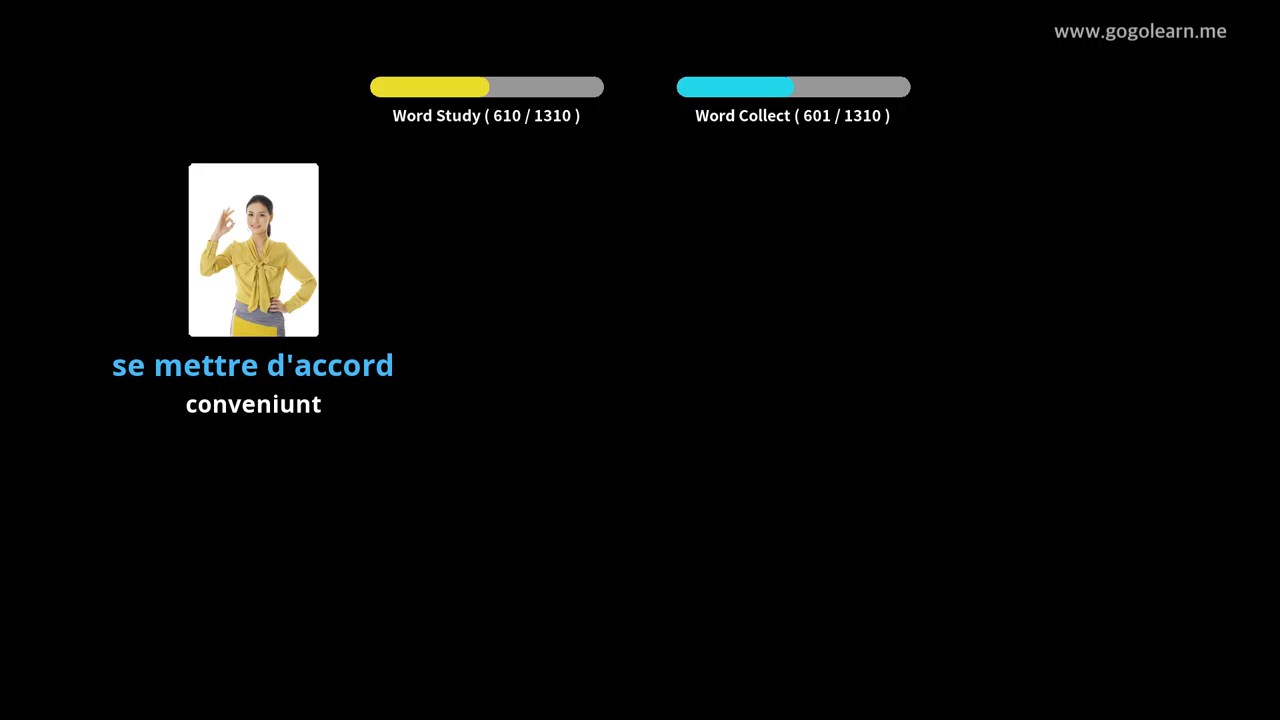 www.gogolearn.me
Word Study ( 610 / 1310 )
Word Collect ( 601 / 1310 )
se mettre d'accord
conveniunt